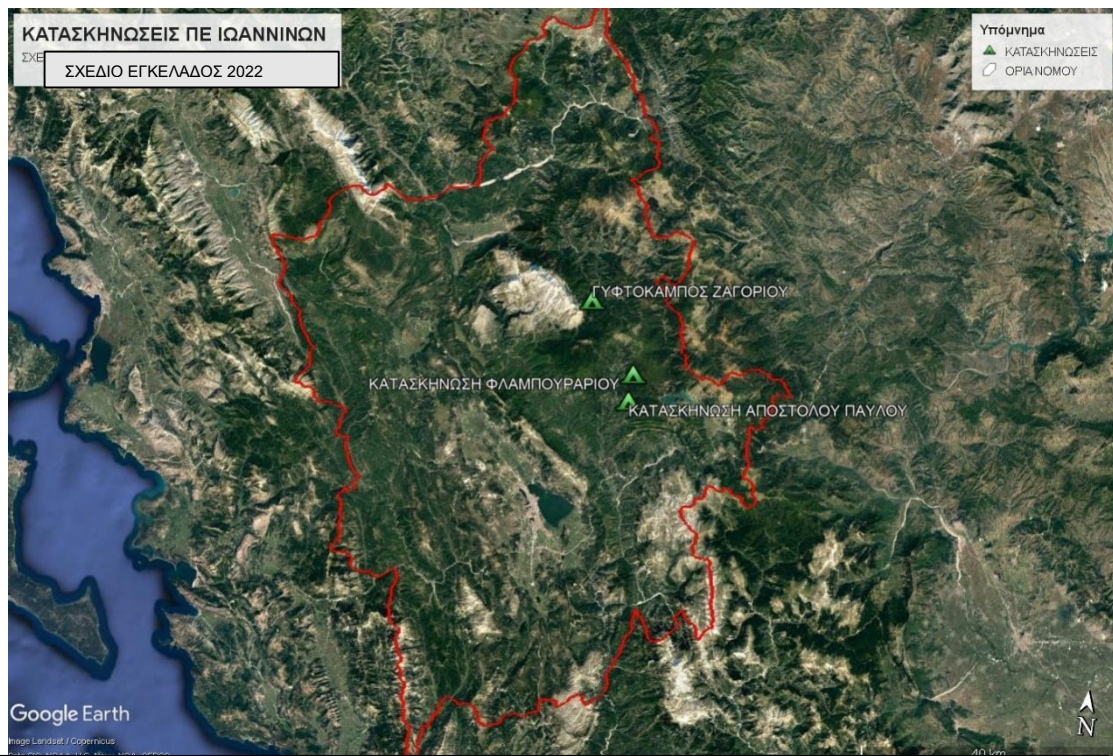 ΚΑΤΑΣΚΗΝΩΣΕΙΣ ΠΕ ΙΩΑΝΝΙΝΩΝ
ΣΧΕ
ΣΧΕΔΙΟ ΕΓΚΕΛΑΔΟΣ 2022
Υπόμνημα
ΚΑΤΑΣΚΗΝΩΣΕΙΣ
ΟΡΙΑ ΝΟΜΟΥ
ΓΥΦΤΟΚΑΜΠΟΣ ΖΑΓΟΡΙΟΥ
ΚΑΤΑΣΚΗΝΩΣΗ ΦΛΑΜΠΟΥΡΑΡΙΟΥ
ΚΑΤΑΣΚΗΝΩΣΗ ΑΠΟΣΤΟΛΟΥ ΠΑΥΛΟΥ
Google Earth
Image Landsat / Copernicus
N
40 km